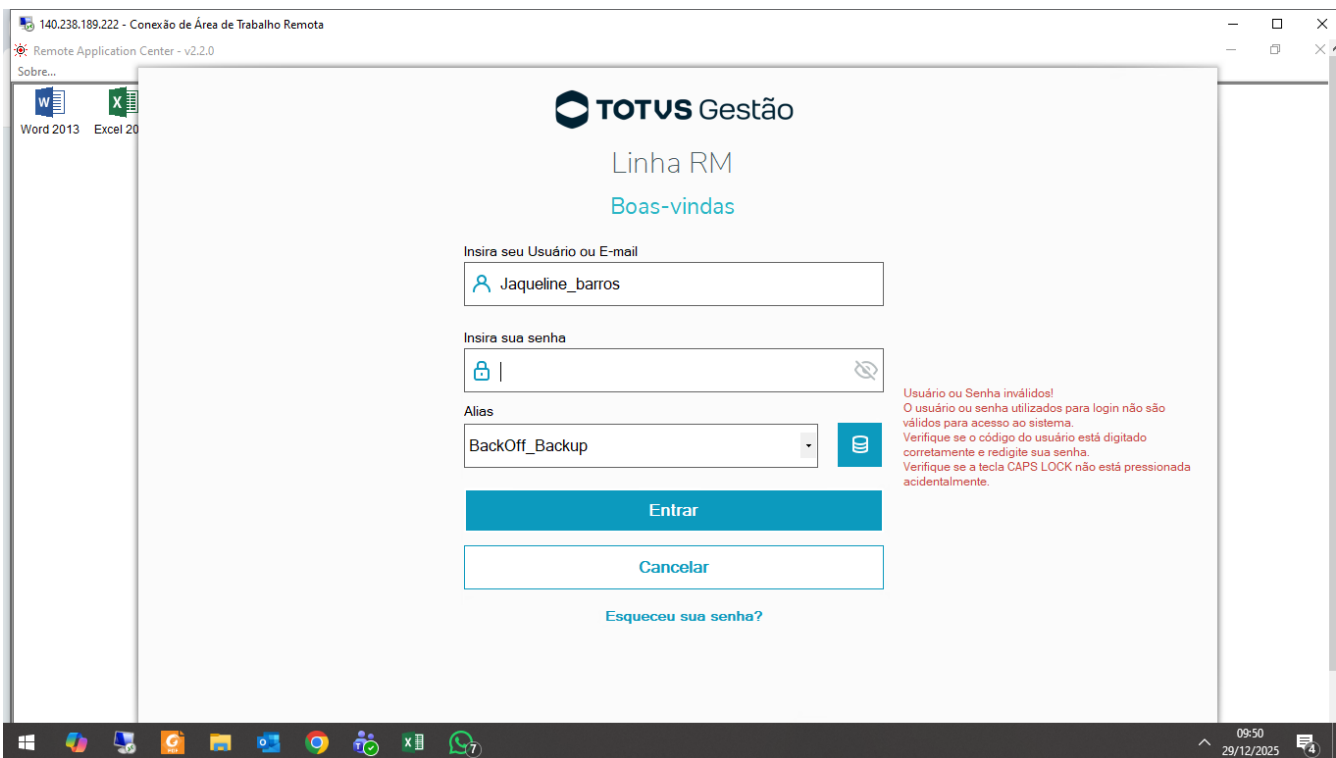 140.238.189.222 - Conexão de Área de Trabalho Remota
Remote Application Center - v2.2.0
Sobre...
Word 2013 Excel 20
TOTVS Gestão
Linha RM
Boas-vindas
Insira seu Usuário ou E-mail
Jaqueline_barros
Insira sua senha
Usuário ou Senha inválidos!
O usuário ou senha utilizados para login não são
válidos para acesso ao sistema.
Verifique se o código do usuário está digitado
corretamente e redigite sua senha.
Verifique se a tecla CAPS LOCK não está pressionada
acidentalmente.
Alias
BackOff_Backup
Entrar
Cancelar
Esqueceu sua senha?
09:50
29/12/2025
7
4